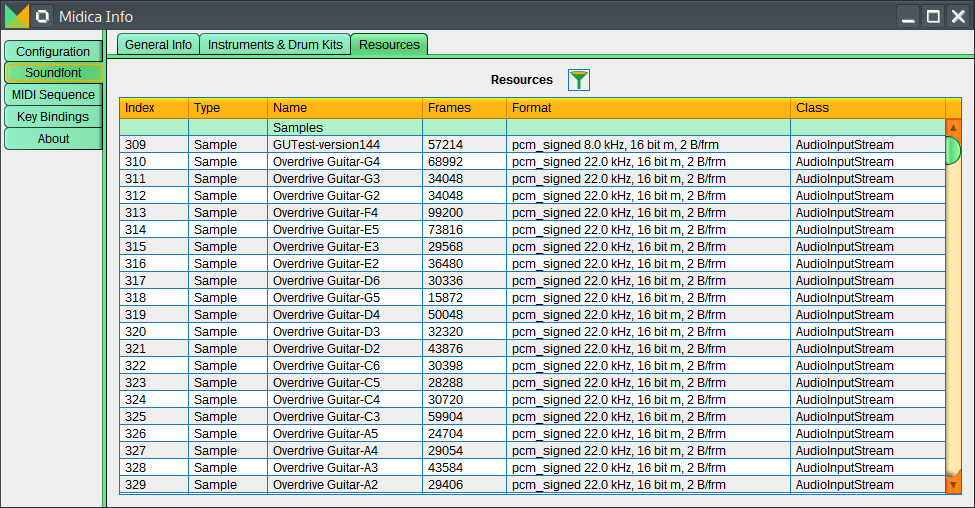 Midica Info
Configuration
Soundfont
MIDI Sequence
Key Bindings
About
General Info Instruments & Drum Kits Resources
Resources
Index Type Name Frames Format Class
Samples
309 Sample GUTest-version144 57214 pcm_signed 8.0 kHz, 16 bit m, 2 B/frm AudioInputStream
310 Sample Overdrive Guitar-G4 68992 pcm_signed 22.0 kHz, 16 bit m, 2 B/frm AudioInputStream
311 Sample Overdrive Guitar-G3 34048 pcm_signed 22.0 kHz, 16 bit m, 2 B/frm AudioInputStream
312 Sample Overdrive Guitar-G2 34048 pcm_signed 22.0 kHz, 16 bit m, 2 B/frm AudioInputStream
313 Sample Overdrive Guitar-F4 99200 pcm_signed 22.0 kHz, 16 bit m, 2 B/frm AudioInputStream
314 Sample Overdrive Guitar-E5 73816 pcm_signed 22.0 kHz, 16 bit m, 2 B/frm AudioInputStream
315 Sample Overdrive Guitar-E3 29568 pcm_signed 22.0 kHz, 16 bit m, 2 B/frm AudioInputStream
316 Sample Overdrive Guitar-E2 36480 pcm_signed 22.0 kHz, 16 bit m, 2 B/frm AudioInputStream
317 Sample Overdrive Guitar-D6 30336 pcm_signed 22.0 kHz, 16 bit m, 2 B/frm AudioInputStream
318 Sample Overdrive Guitar-G5 15872 pcm_signed 22.0 kHz, 16 bit m, 2 B/frm AudioInputStream
319 Sample Overdrive Guitar-D4 50048 pcm_signed 22.0 kHz, 16 bit m, 2 B/frm AudioInputStream
320 Sample Overdrive Guitar-D3 32320 pcm_signed 22.0 kHz, 16 bit m, 2 B/frm AudioInputStream
321 Sample Overdrive Guitar-D2 43876 pcm_signed 22.0 kHz, 16 bit m, 2 B/frm AudioInputStream
322 Sample Overdrive Guitar-C6 30398 pcm_signed 22.0 kHz, 16 bit m, 2 B/frm AudioInputStream
323 Sample Overdrive Guitar-C5 28288 pcm_signed 22.0 kHz, 16 bit m, 2 B/frm AudioInputStream
324 Sample Overdrive Guitar-C4 30720 pcm_signed 22.0 kHz, 16 bit m, 2 B/frm AudioInputStream
325 Sample Overdrive Guitar-C3 59904 pcm_signed 22.0 kHz, 16 bit m, 2 B/frm AudioInputStream
326 Sample Overdrive Guitar-A5 24704 pcm_signed 22.0 kHz, 16 bit m, 2 B/frm AudioInputStream
327 Sample Overdrive Guitar-A4 29054 pcm_signed 22.0 kHz, 16 bit m, 2 B/frm AudioInputStream
328 Sample Overdrive Guitar-A3 43584 pcm_signed 22.0 kHz, 16 bit m, 2 B/frm AudioInputStream
329 Sample Overdrive Guitar-A2 29406 pcm_signed 22.0 kHz, 16 bit m, 2 B/frm AudioInputStream